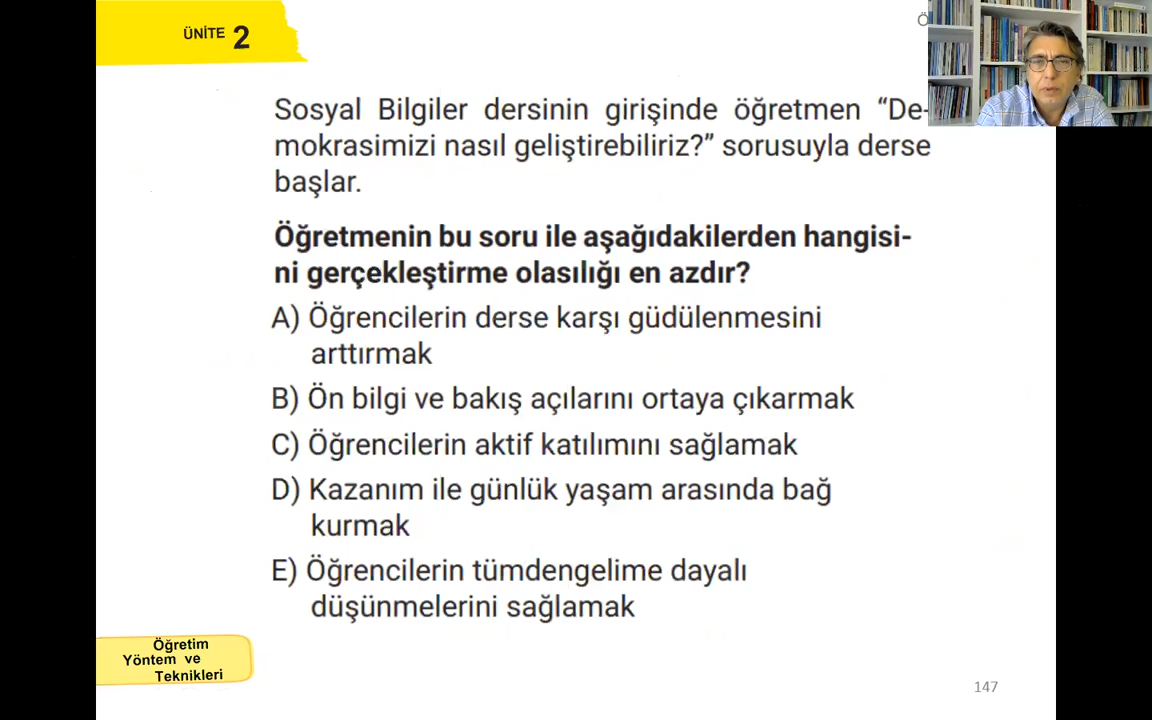 ÜNİTE 2
Ö
Sosyal Bilgiler dersinin girişinde öğretmen “De-
mokrasimizi nasıl geliştirebiliriz?” sorusuyla derse
başlar.
Öğretmenin bu soru ile aşağıdakilerden hangisi-
ni gerçekleştirme olasılığı en azdır?
A) Öğrencilerin derse karşı güdülenmesini
arttırmak
B) Ön bilgi ve bakış açılarını ortaya çıkarmak
C) Öğrencilerin aktif katılımını sağlamak
D) Kazanım ile günlük yaşam arasında bağ
kurmak
E) Öğrencilerin tümdengelime dayalı
düşünmelerini sağlamak
Öğretim
Yöntem ve
Teknikleri
147